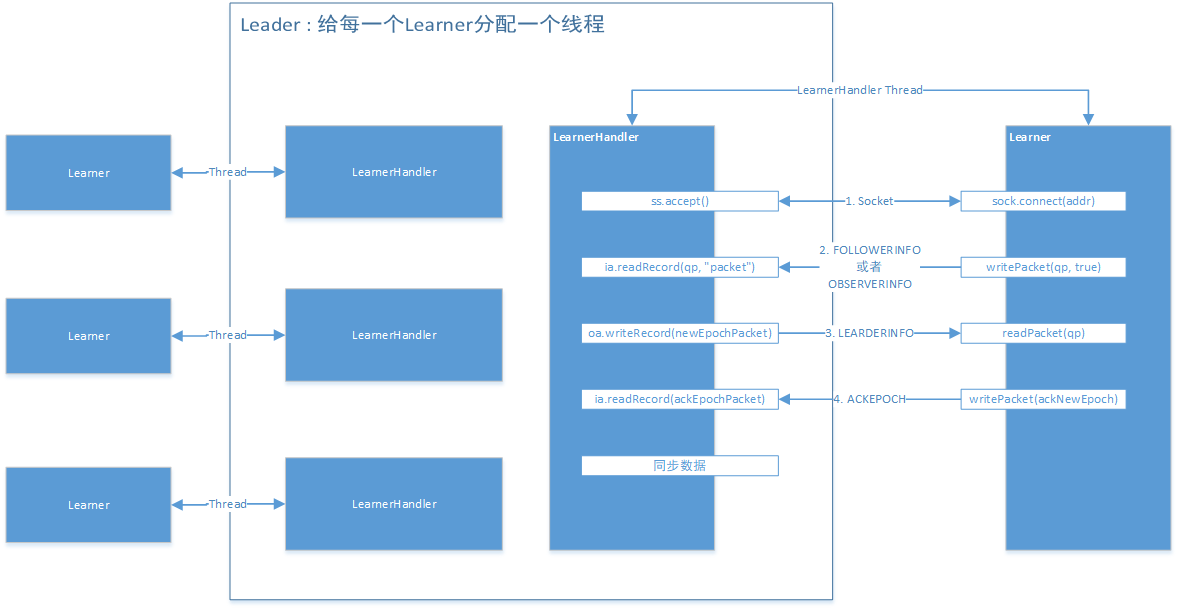 Leader : 给每一个Learner分配一个线程
LearnerHandler Thread
LearnerHandler
Learner
Learner
Thread
LearnerHandler
ss.accept()
1. Socket
sock.connect(addr)
2. FOLLOWERINFO
或者
OBSERVERINFO
ia.readRecord(qp, "packet")
writePacket(qp, true)
Learner
Thread
LearnerHandler
oa.writeRecord(newEpochPacket)
3. LEARDERINFO
readPacket(qp)
ia.readRecord(ackEpochPacket)
4. ACKEPOCH
writePacket(ackNewEpoch)
同步数据
Learner
Thread
LearnerHandler